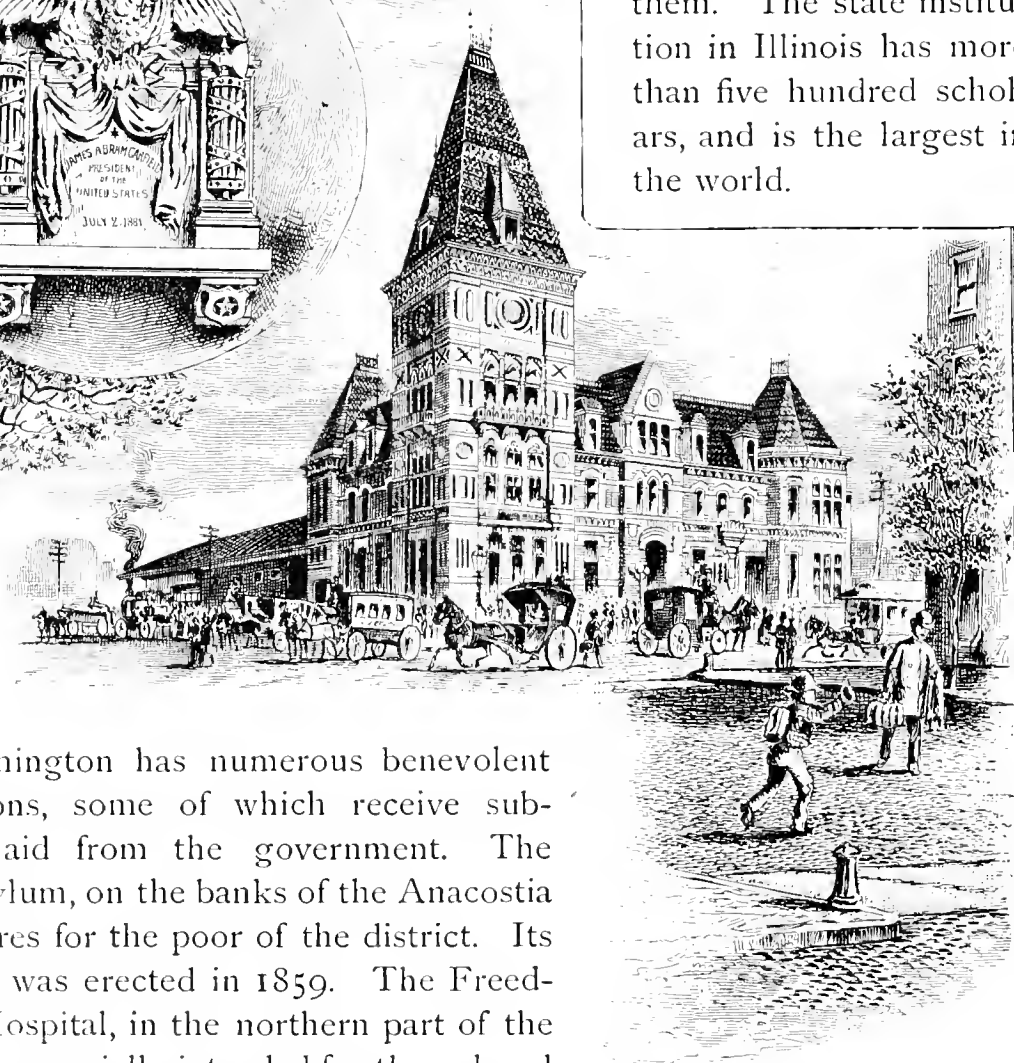 them. The state institu-
tion in Illinois has more
than five hundred schol-
ars, and is the largest in
the world.
JAMES ABRAM GARFIELD
PRESIDENT
OF THE
UNITED STATES
JULY 2. 1881
ington has numerous benevolent
ons, some of which receive sub-
aid from the government. The
ylum, on the banks of the Anacostia
res for the poor of the district. Its
was erected in 1859. The Freed-
Hospital, in the northern part of the